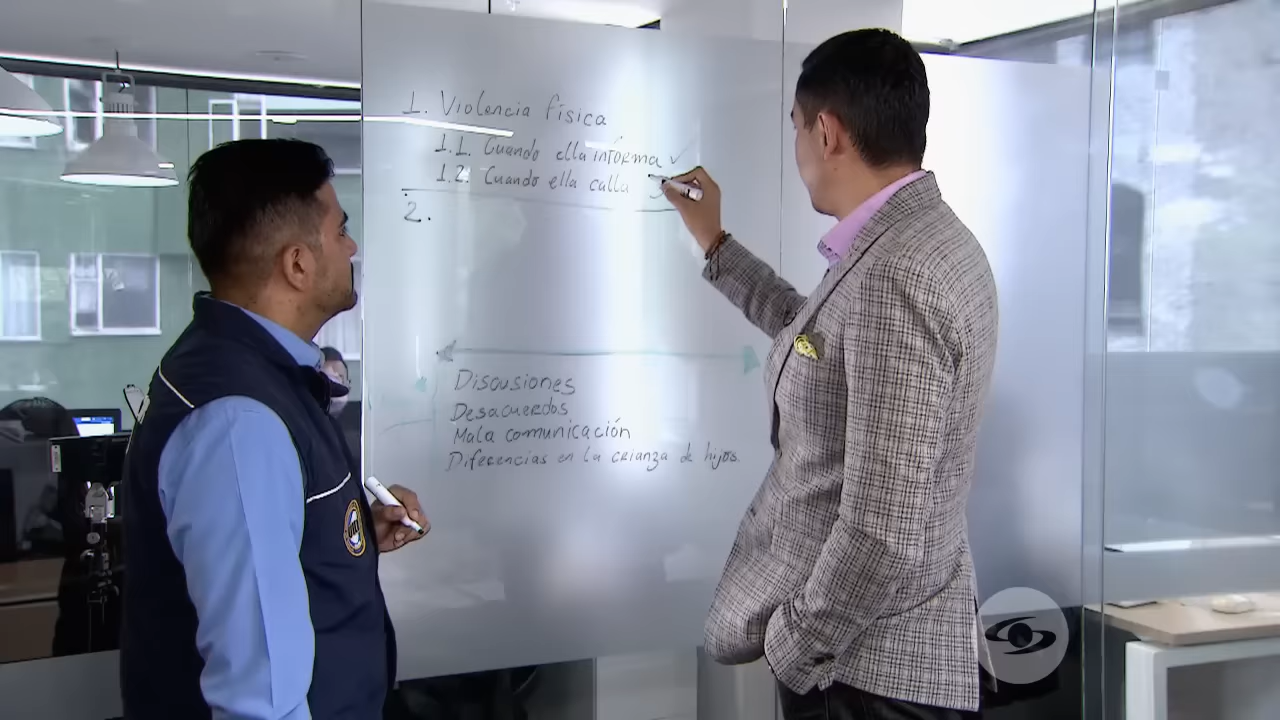 1. Violencia física
1.1. Cuando ella informa ✓
1.2. Cuando ella calla
2.
Discusiones
Desacuerdos
Mala comunicación
Diferencias en la crianza de hijos.